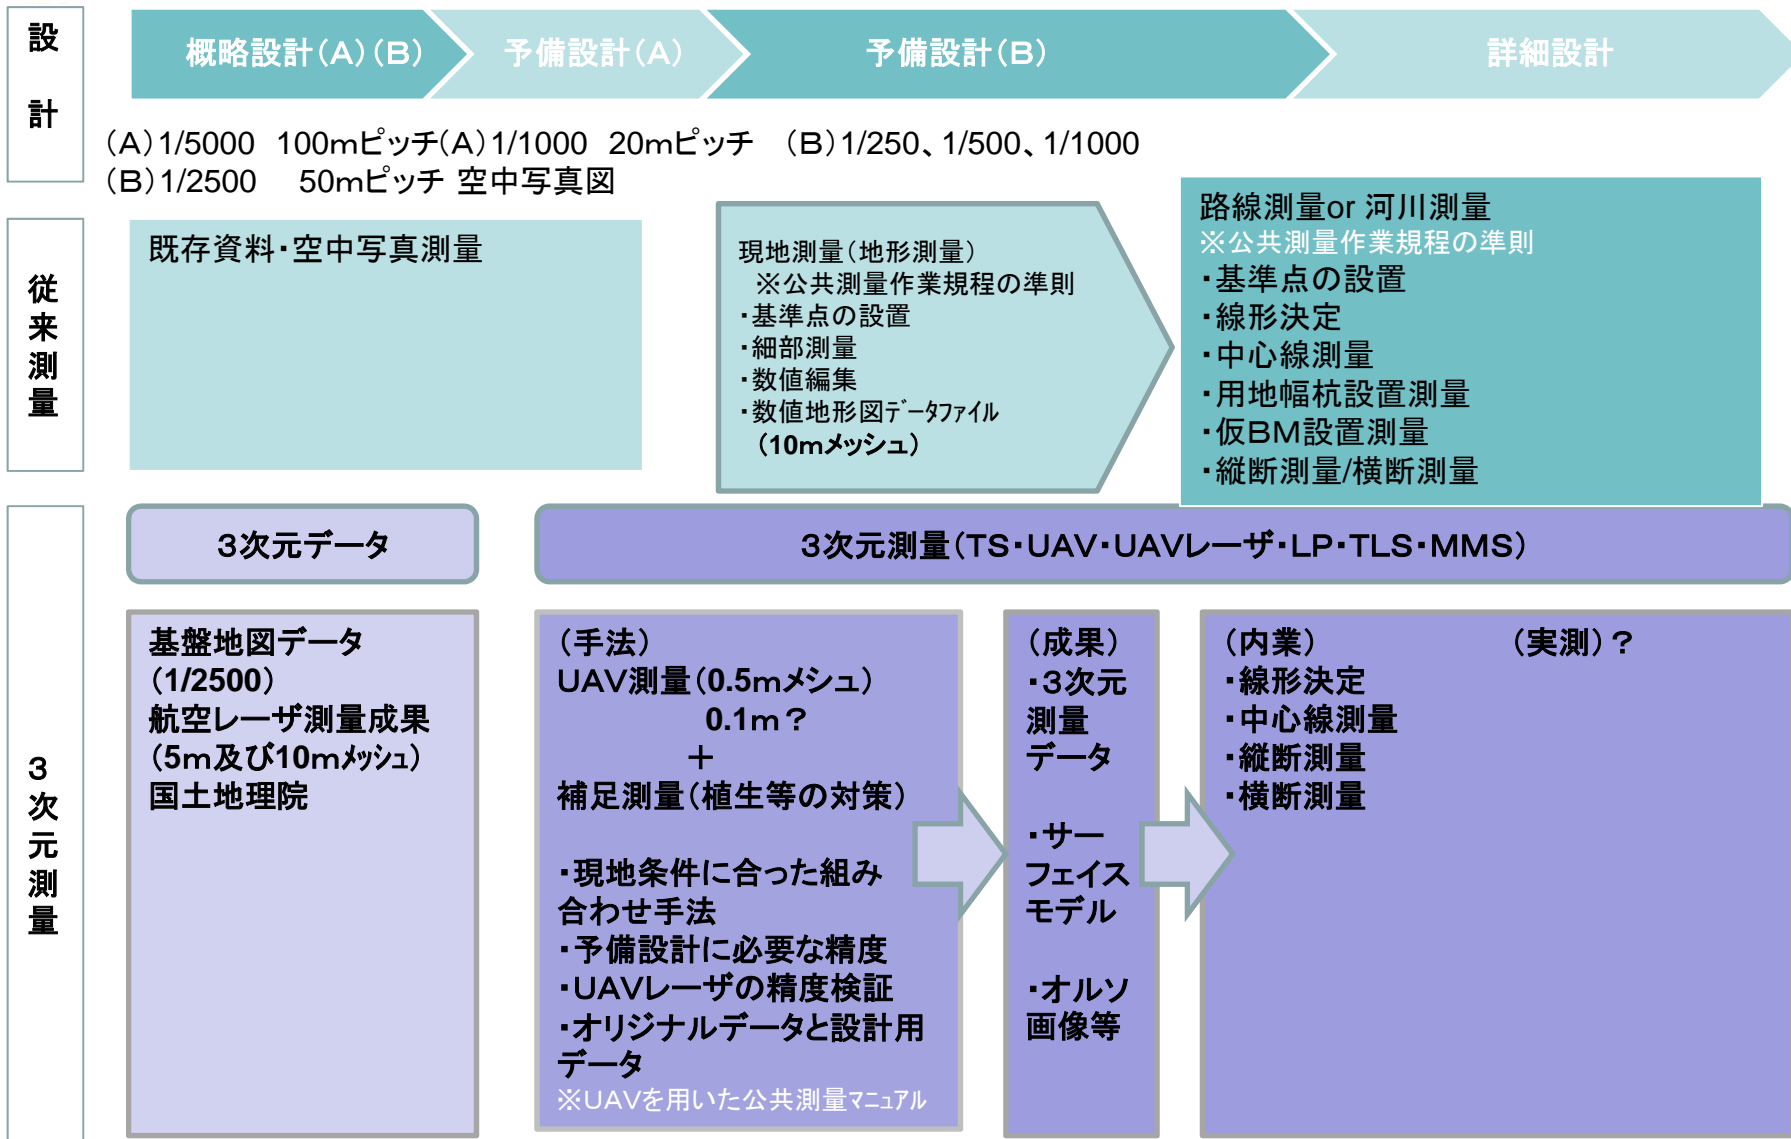 設
計
概略設計(A)(B)
予備設計(A)
予備設計(B)
詳細設計
(A)1/5000 100mピッチ(A)1/1000 20mピッチ (B)1/250、1/500、1/1000
(B)1/2500 50mピッチ 空中写真図
従
来
測
量
既存資料・空中写真測量
現地測量(地形測量)
※公共測量作業規程の準則
・基準点の設置
・細部測量
・数値編集
・数値地形図データファイル
(10mメッシュ)
路線測量or 河川測量
※公共測量作業規程の準則
・基準点の設置
・線形決定
・中心線測量
・用地幅杭設置測量
・仮BM設置測量
・縦断測量/横断測量
3
次
元
測
量
3次元データ
3次元測量(TS・UAV・UAVレーザ・LP・TLS・MMS)
基盤地図データ
(1/2500)
航空レーザ測量成果
(5m及び10mメッシュ)
国土地理院
(手法)
UAV測量(0.5mメシュ)
0.1m?
+
補足測量(植生等の対策)
・現地条件に合った組み
合わせ手法
・予備設計に必要な精度
・UAVレーザの精度検証
・オリジナルデータと設計用
データ
※UAVを用いた公共測量マニュアル
(成果)
・3次元
測量
データ
・サー
フェイス
モデル
・オルソ
画像等
(内業) (実測)?
・線形決定
・中心線測量
・縦断測量
・横断測量